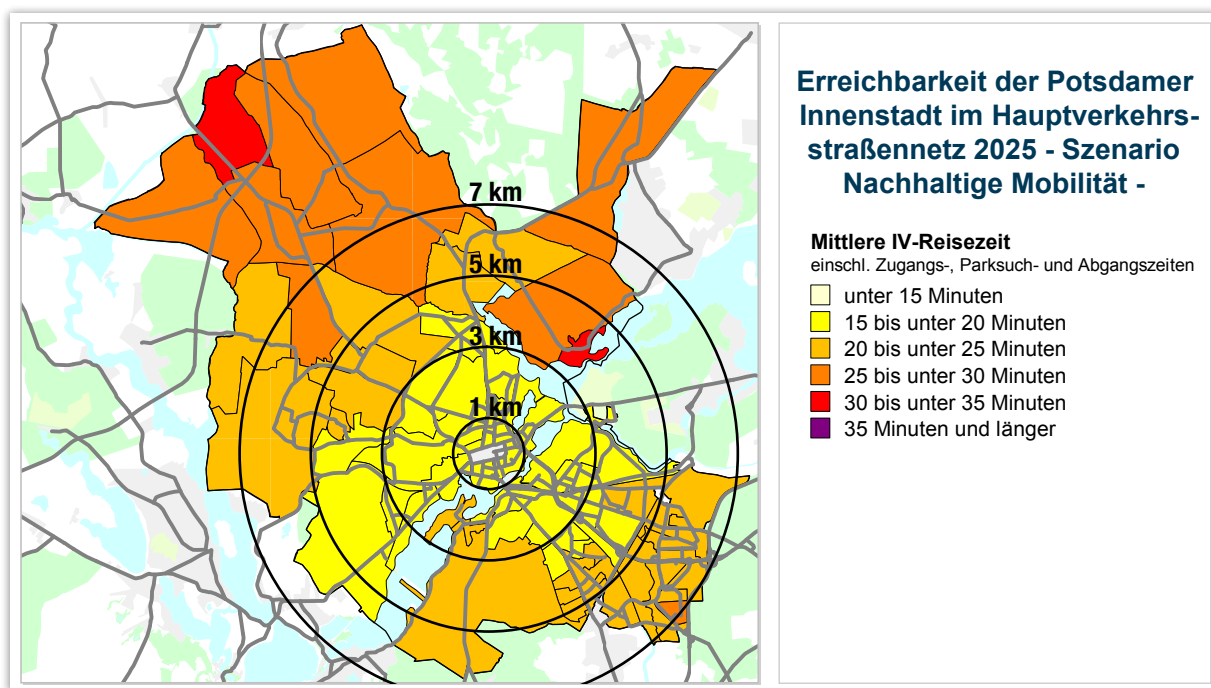 7 km
5 km
3 km
1 km
Erreichbarkeit der Potsdamer
Innenstadt im Hauptverkehrs-
straßennetz 2025 - Szenario
Nachhaltige Mobilität -
Mittlere IV-Reisezeit
einschl. Zugangs-, Parksuch- und Abgangszeiten
unter 15 Minuten
15 bis unter 20 Minuten
20 bis unter 25 Minuten
25 bis unter 30 Minuten
30 bis unter 35 Minuten
35 Minuten und länger